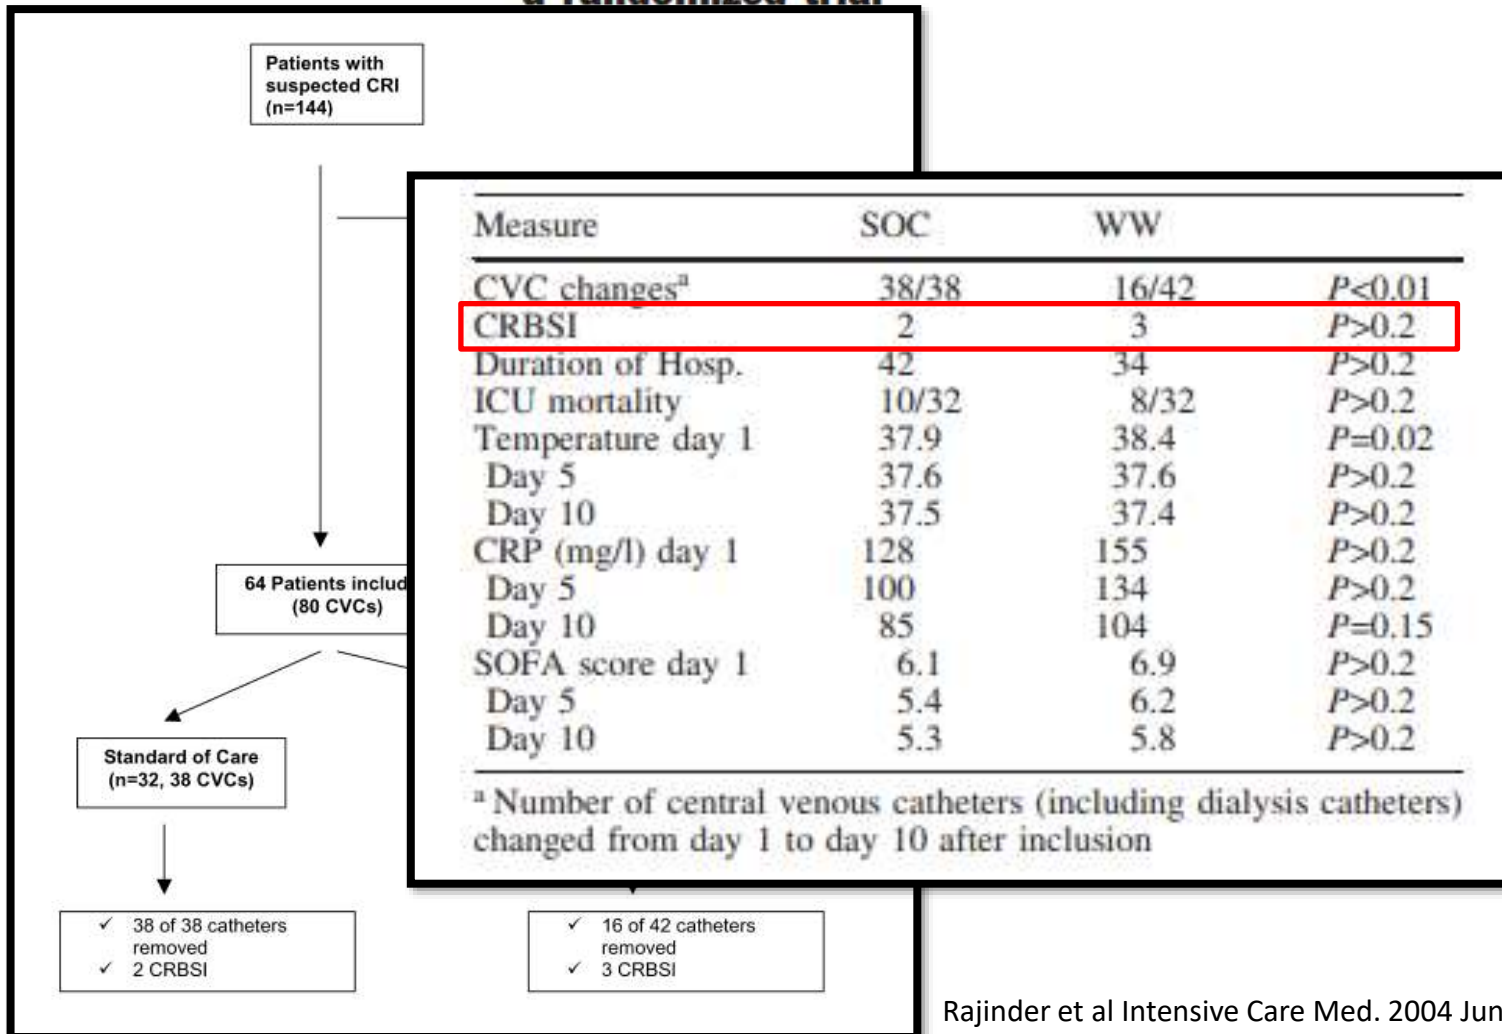 a randomized trial
Patients with
suspected CRI
(n=144)
64 Patients includ
(80 CVCs)
Standard of Care
(n=32, 38 CVCs)
✓ 38 of 38 catheters
removed
✓ 2 CRBSI
✓ 16 of 42 catheters
removed
✓ 3 CRBSI
Measure SOC WW
CVC changesᵃ 38/38 16/42 P<0.01
CRBSI 2 3 P>0.2
Duration of Hosp. 42 34 P>0.2
ICU mortality 10/32 8/32 P>0.2
Temperature day 1 37.9 38.4 P=0.02
Day 5 37.6 37.6 P>0.2
Day 10 37.5 37.4 P>0.2
CRP (mg/l) day 1 128 155 P>0.2
Day 5 100 134 P>0.2
Day 10 85 104 P=0.15
SOFA score day 1 6.1 6.9 P>0.2
Day 5 5.4 6.2 P>0.2
Day 10 5.3 5.8 P>0.2
ᵃ Number of central venous catheters (including dialysis catheters)
changed from day 1 to day 10 after inclusion
Rajinder et al Intensive Care Med. 2004 Jun